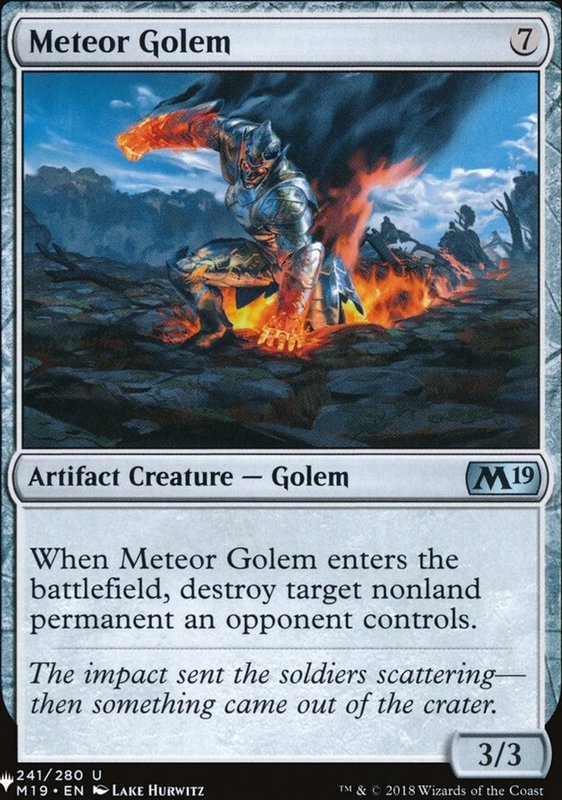 Meteor Golem 7
Artifact Creature — Golem M19
When Meteor Golem enters the
battlefield, destroy target nonland
permanent an opponent controls.
The impact sent the soldiers scattering—
then something came out of the crater.
3/3
241/280 U
M19 • EN Lake Hurwitz
™ & © 2018 Wizards of the Coast